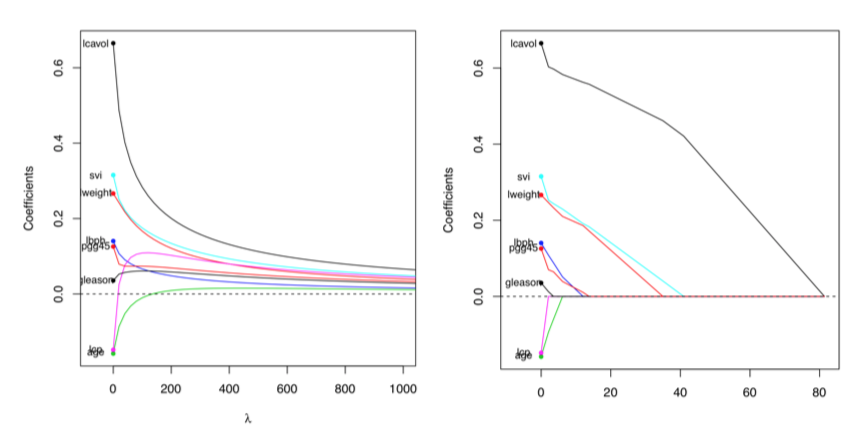 Coefficients
0.6
0.4
0.2
0.0
lcavol
svi
lweight
lbph
pgg45
gleason
lcp
age
0 200 400 600 800 1000
λ
Coefficients
0.6
0.4
0.2
0.0
lcavol
svi
lweight
lbph
pgg45
gleason
lcp
age
0 20 40 60 80